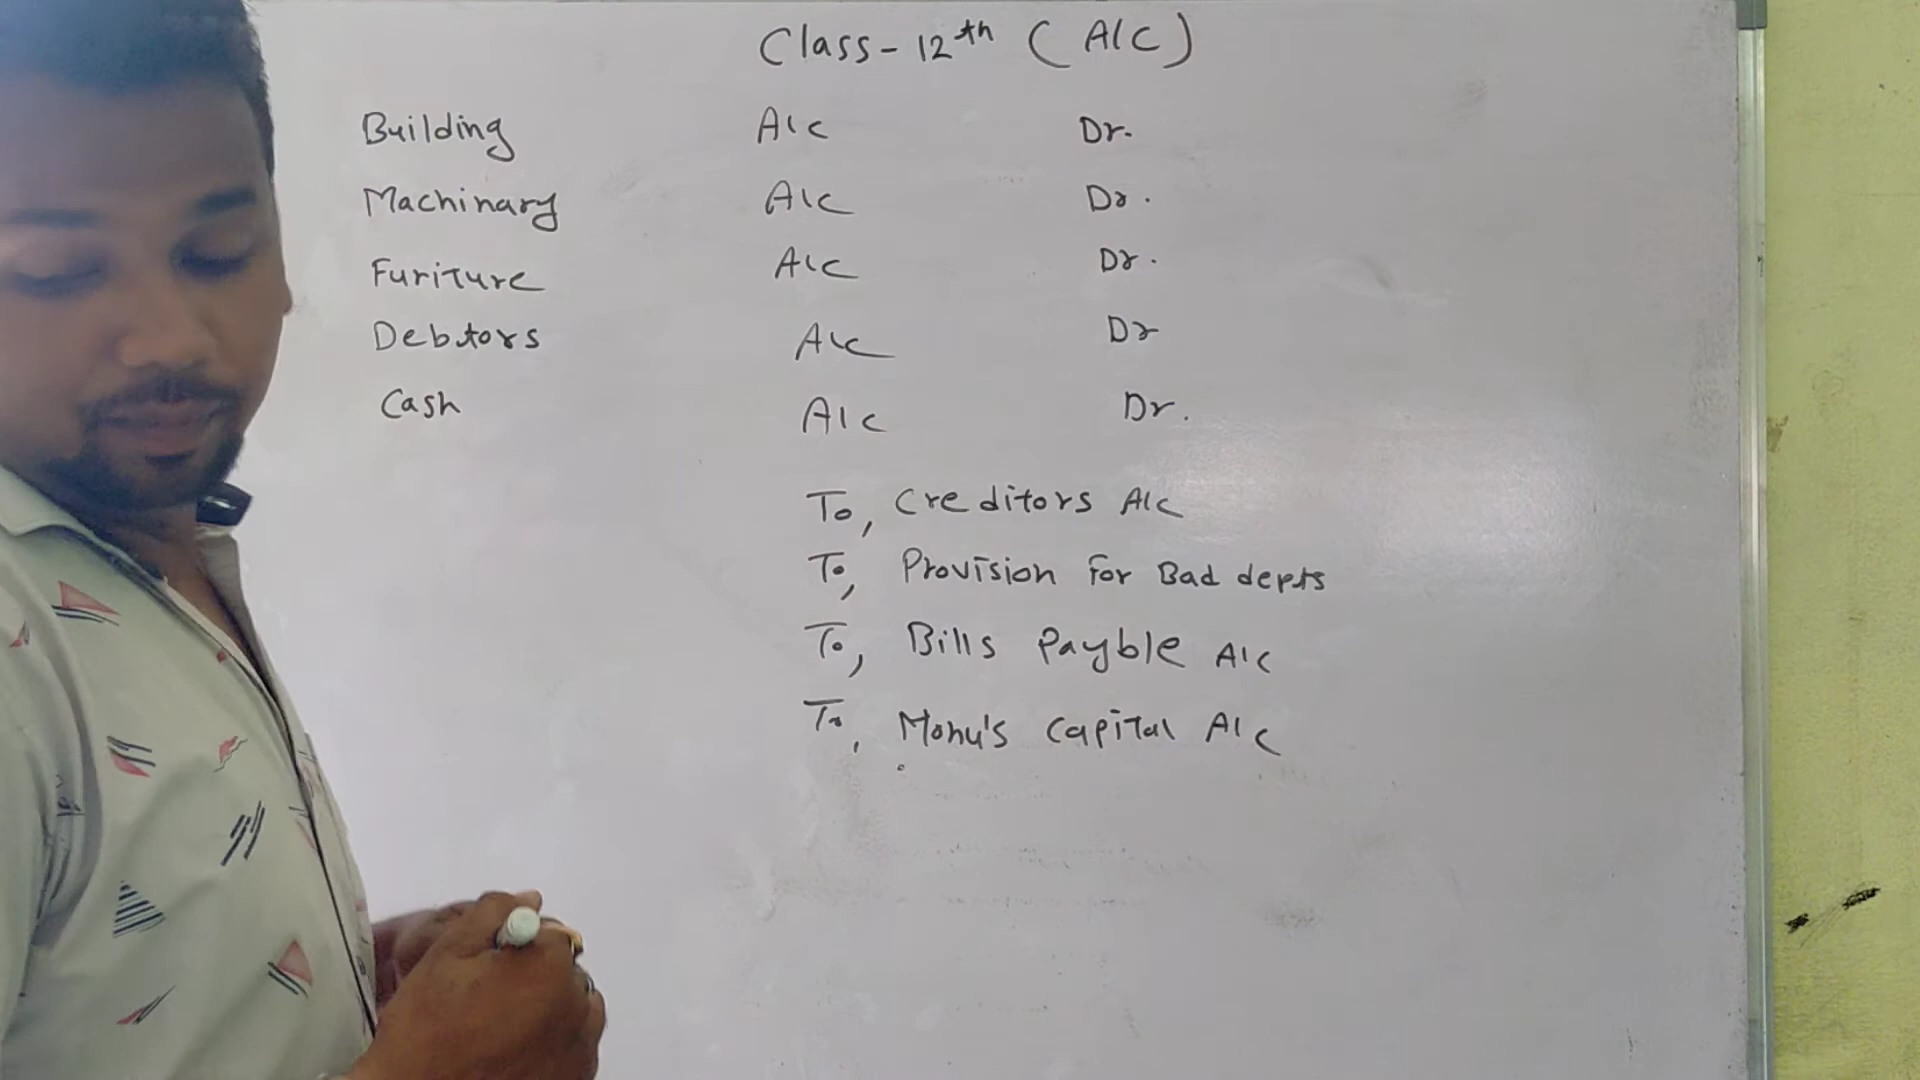 Class-12th (A/C)
Building A/C Dr.
Machinary A/C Dr.
Furiture A/C Dr.
Debtors A/C Dr
Cash A/C Dr.
To, Creditors A/C
To, Provision for Bad depts
To, Bills Payble A/C
To, Monu's Capital A/C